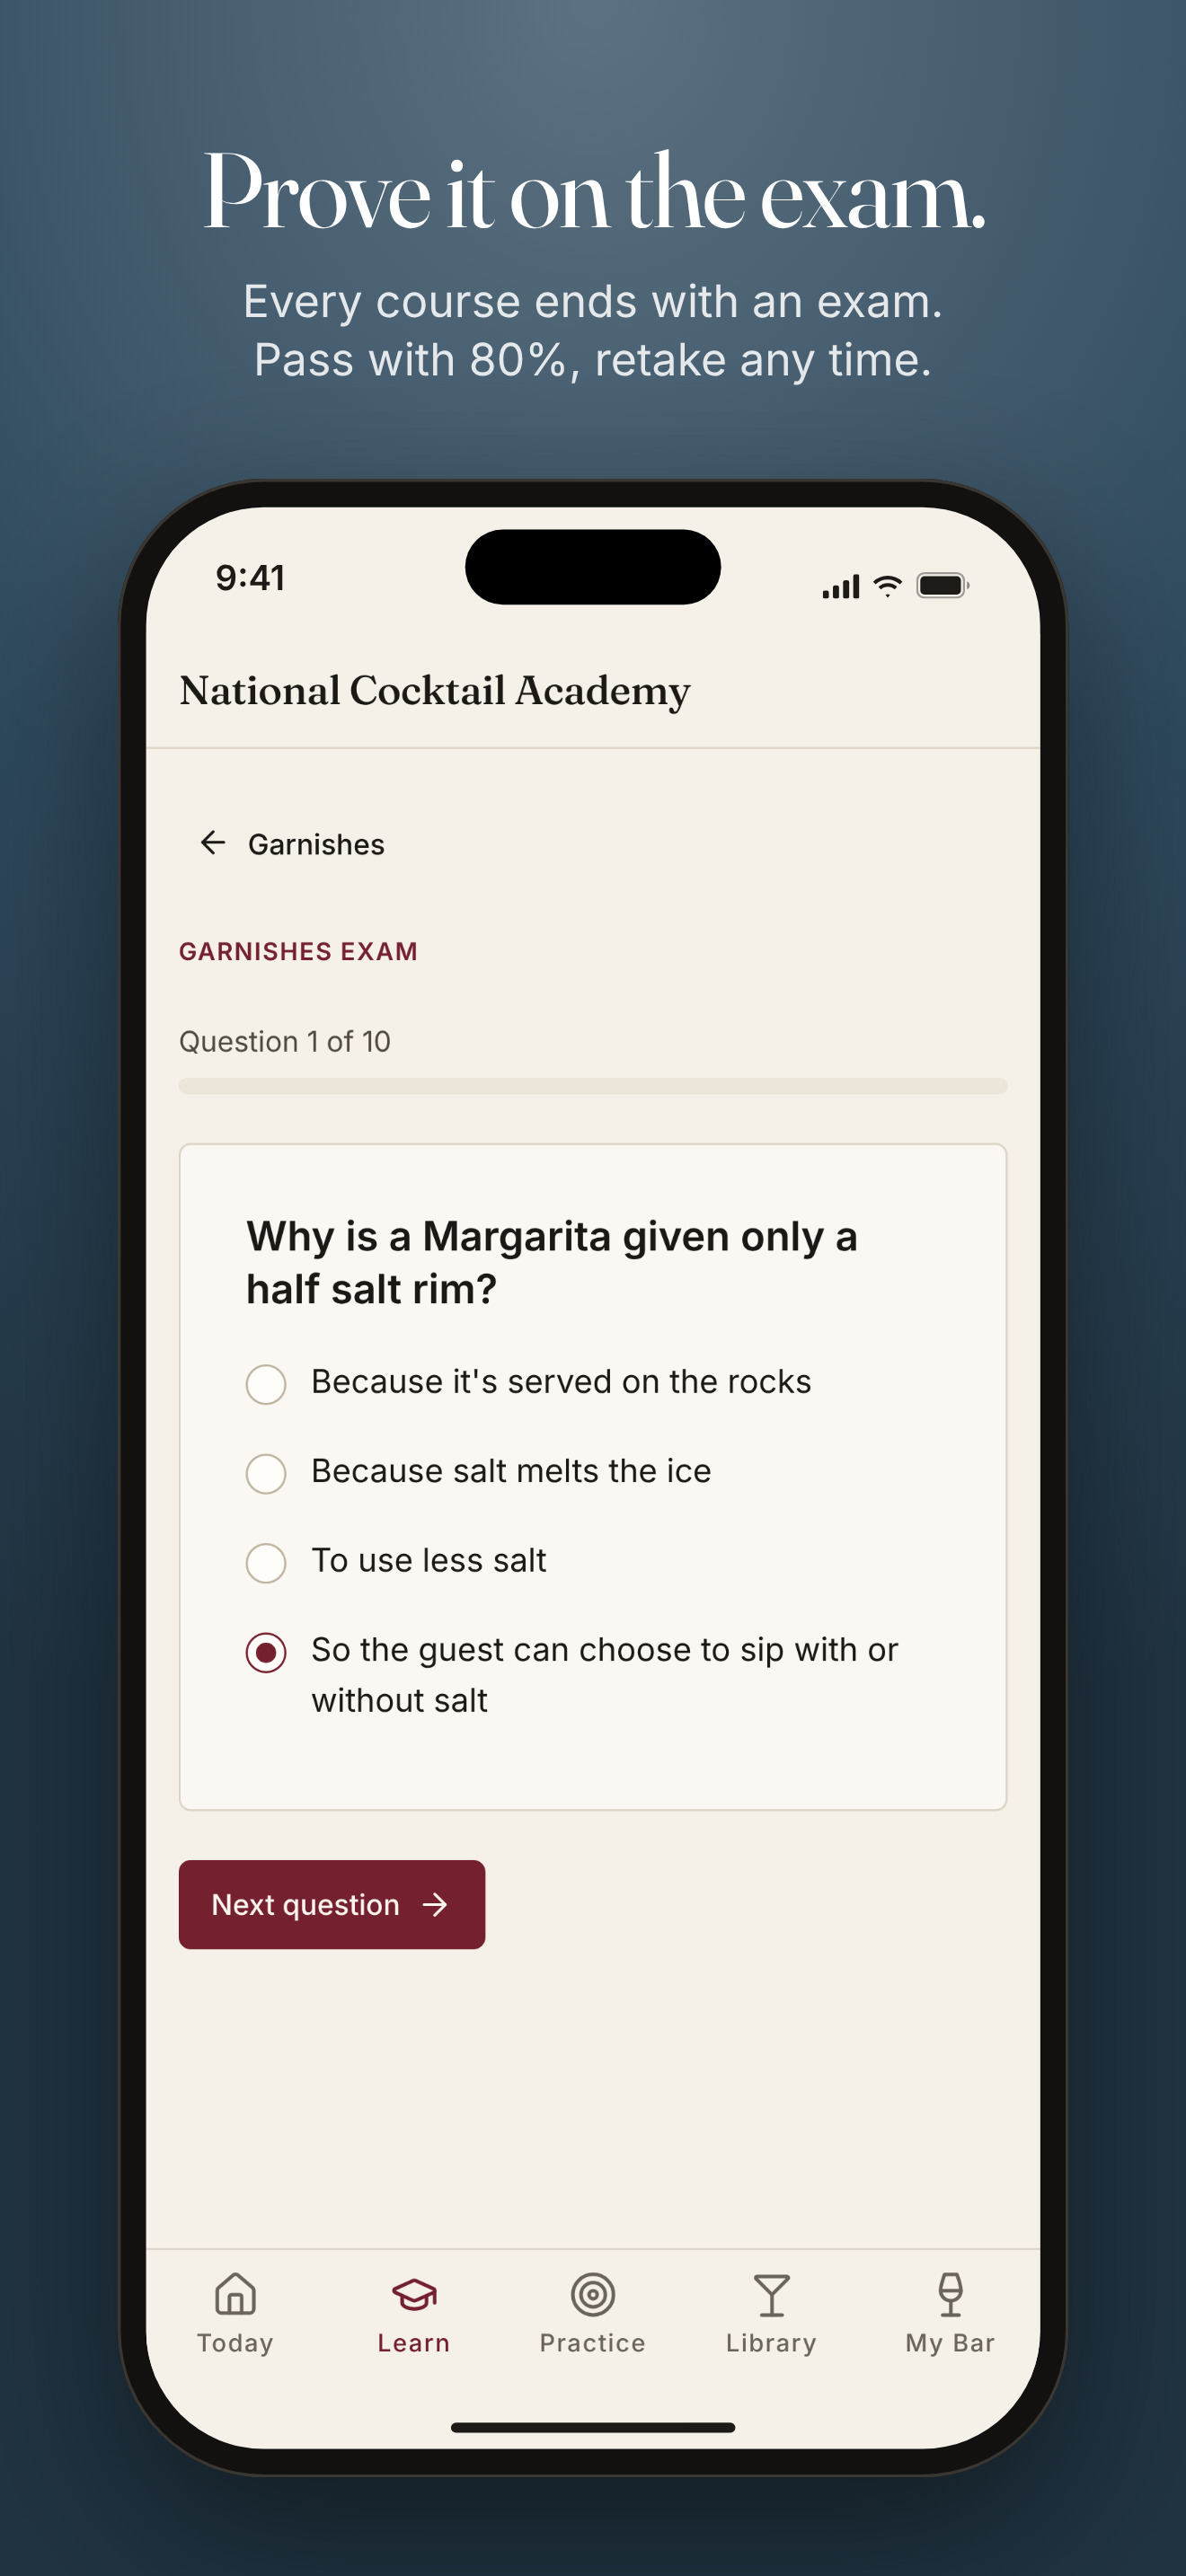 Prove it on the exam.
Every course ends with an exam.
Pass with 80%, retake any time.
9:41
National Cocktail Academy
Garnishes
GARNISHES EXAM
Question 1 of 10
Why is a Margarita given only a
half salt rim?
Because it's served on the rocks
Because salt melts the ice
To use less salt
So the guest can choose to sip with or
without salt
Next question
Today
Learn
Practice
Library
My Bar